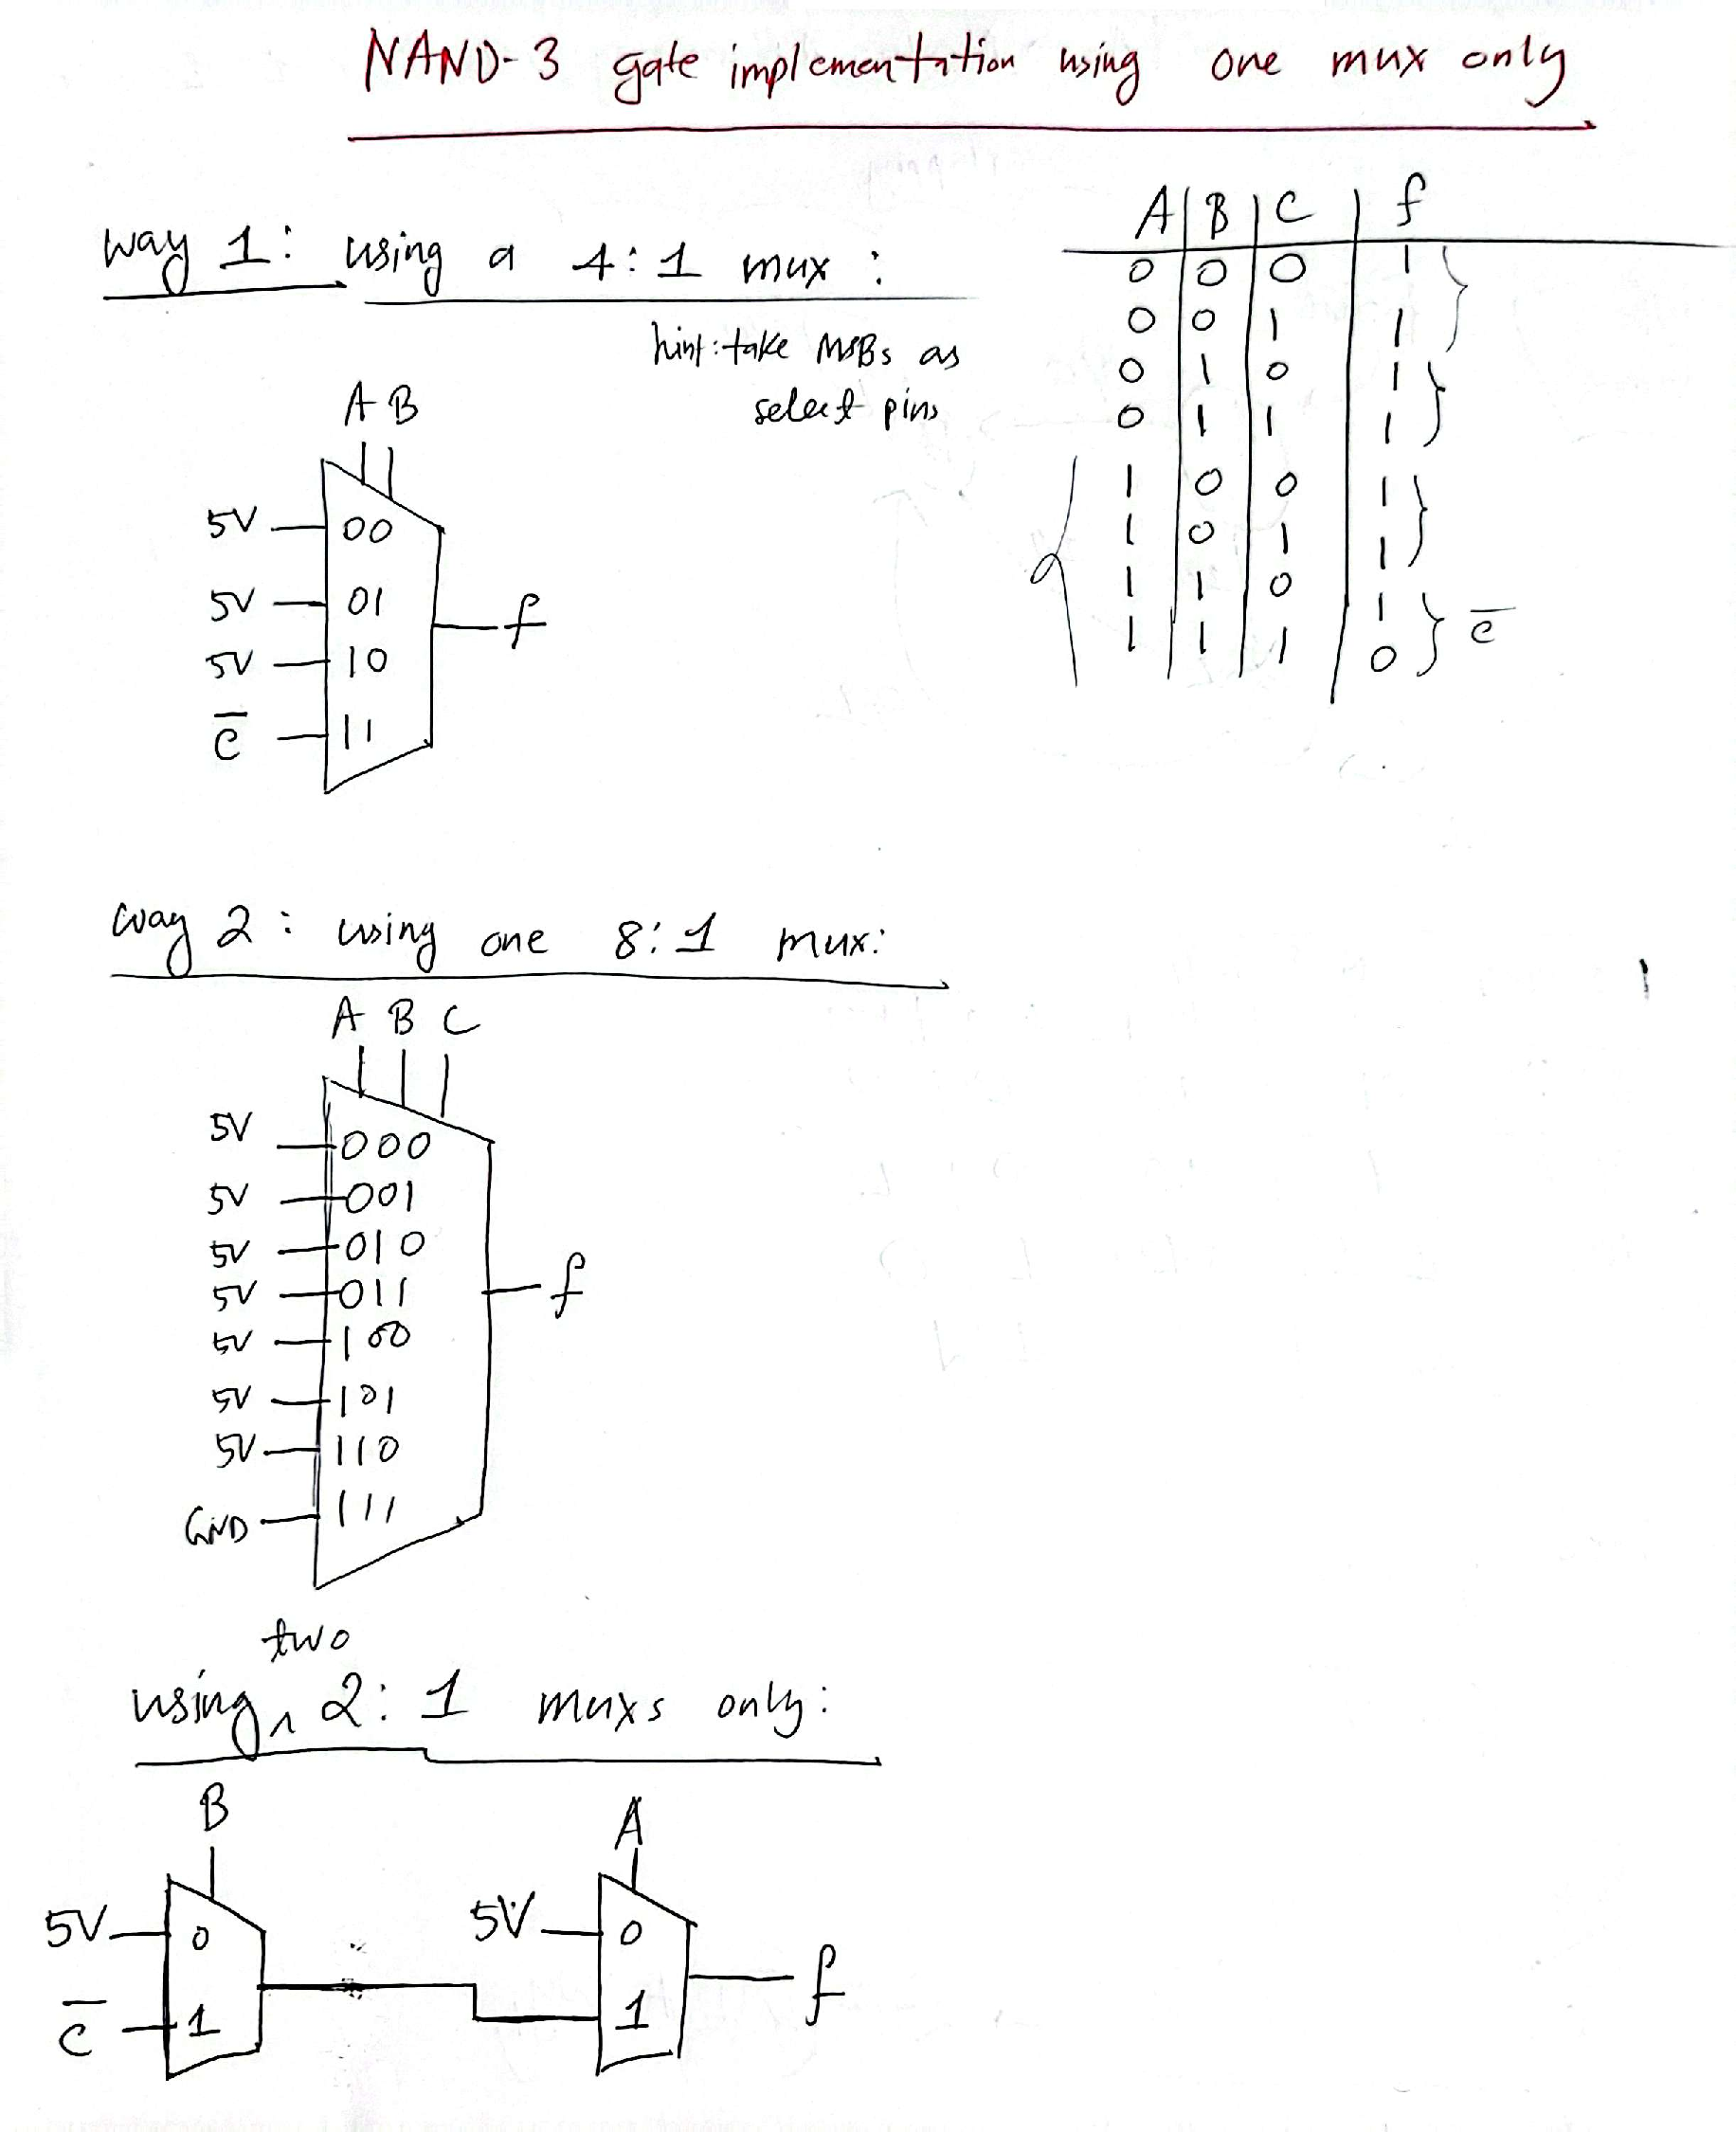 NAND-3 gate implementation using one mux only
way 1: using a 4:1 mux:
hint: take MSBs as
select pins
A B C f
0 0 0 1
0 0 1 1
0 1 0 1
0 1 1 1
1 0 0 1
1 0 1 1
1 1 0 1
1 1 1 0
C̅
A B
5V 00
5V 01
5V 10
C̅ 11
f
way 2: using one 8:1 mux:
A B C
5V 000
5V 001
5V 010
5V 011
5V 100
5V 101
5V 110
GND 111
f
using two 2:1 muxs only:
B
5V 0
C̅ 1
A
5V 0
1
f